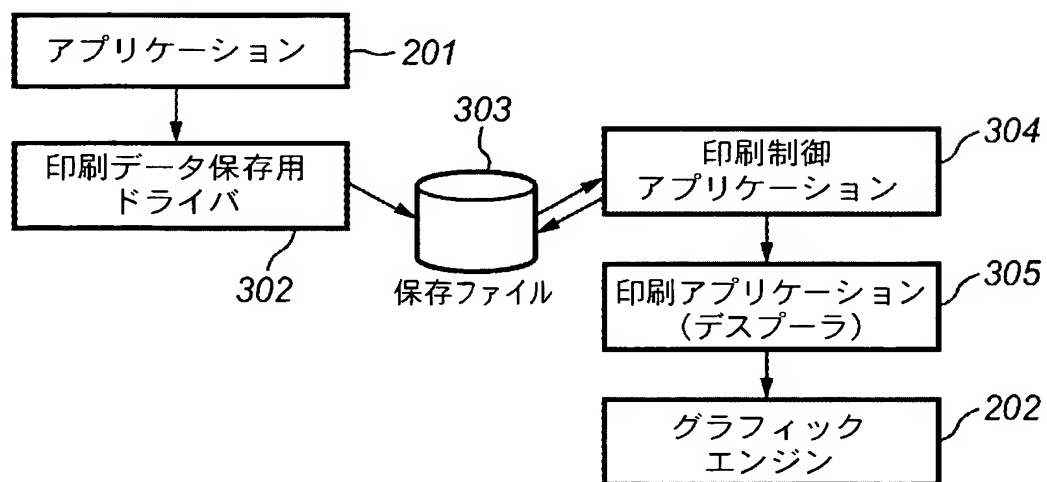 アプリケーション
201
印刷データ保存用
ドライバ
302
303
保存ファイル
印刷制御
アプリケーション
304
印刷アプリケーション
(デスプーラ)
305
グラフィック
エンジン
202